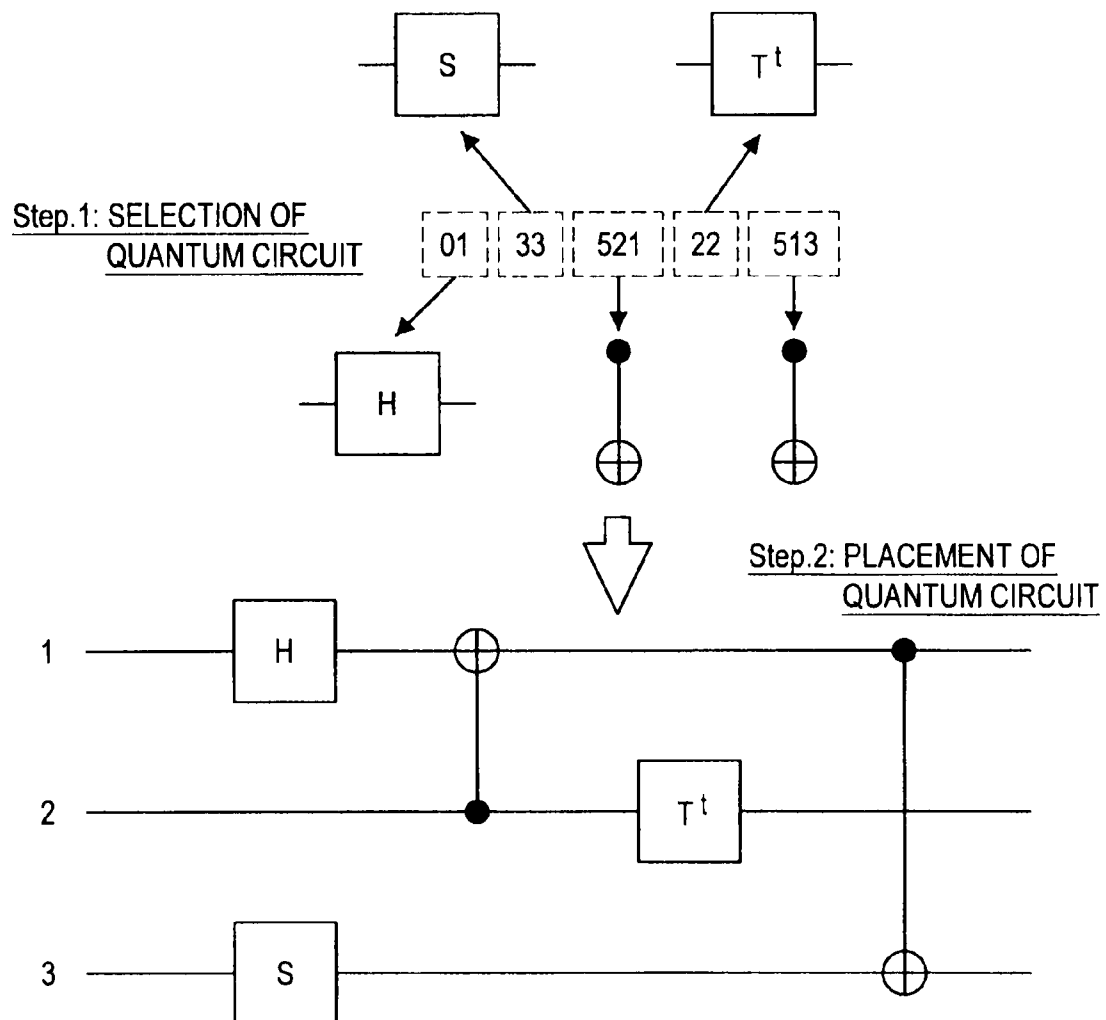 S T t
Step.1: SELECTION OF
QUANTUM CIRCUIT
01 33 521 22 513
H
Step.2: PLACEMENT OF
QUANTUM CIRCUIT
1 H
2 T t
3 S